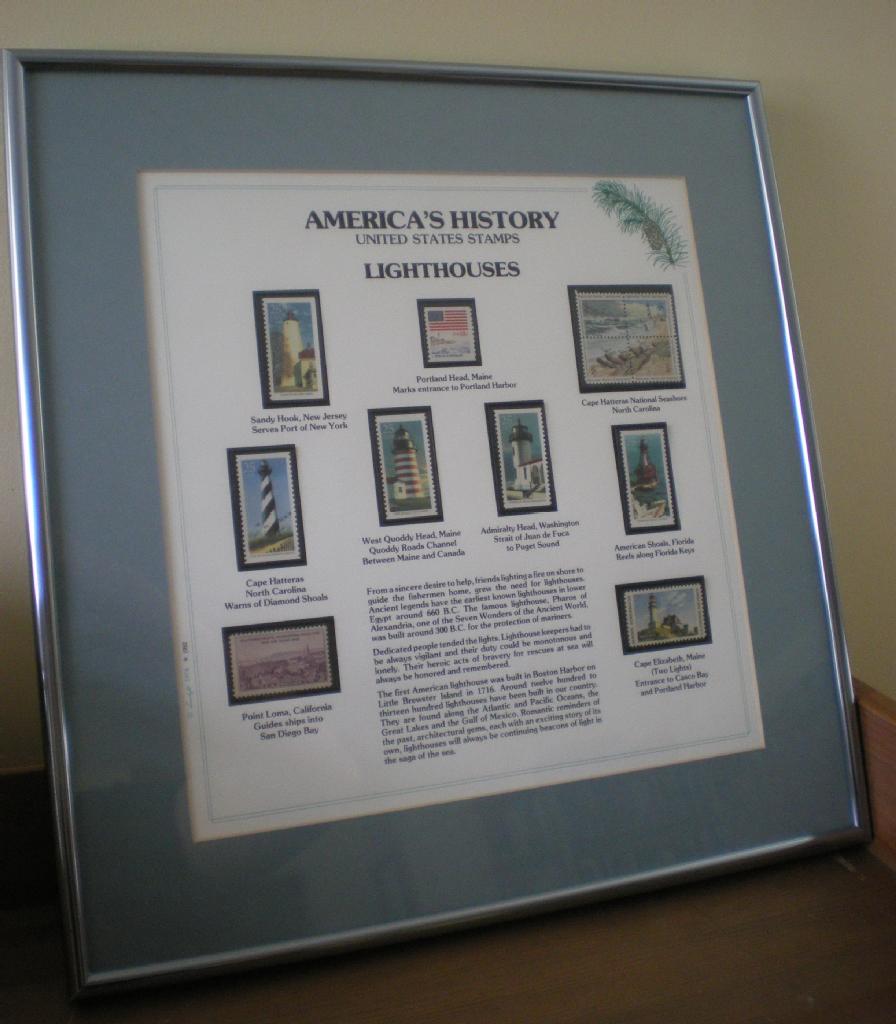 AMERICA'S HISTORY
UNITED STATES STAMPS
LIGHTHOUSES
Sandy Hook, New Jersey
Serves Port of New York
Portland Head, Maine
Marks entrance to Portland Harbor
Cape Hatteras National Seashore
North Carolina
25
Cape Hatteras
North Carolina
Warns of Diamond Shoals
25
West Quoddy Head, Maine
Quoddy Roads Channel
Between Maine and Canada
Admiralty Head, Washington
Strait of Juan de Fuca
to Puget Sound
American Shoals, Florida
Reels along Florida Keys
Point Loma, California
Guides ships into
San Diego Bay
Cape Elizabeth, Maine
(Two Lights)
Entrance to Casco Bay
and Portland Harbor
From a sincere desire to help, friends lighting a fire on shore to
guide the fishermen home, grew the need for lighthouses.
Ancient legends have the earliest known lighthouses in lower
Egypt around 660 B.C. The famous lighthouse, Pharos of
Alexandria, one of the Seven Wonders of the Ancient World,
was built around 300 B.C. for the protection of mariners.
Dedicated people tended the lights. Lighthouse keepers had to
be always vigilant and their duty could be monotonous and
lonely. Their heroic acts of bravery for rescues at sea will
always be honored and remembered.
The first American lighthouse was built in Boston Harbor on
Little Brewster Island in 1716. Around twelve hundred to
thirteen hundred lighthouses have been built in our country.
They are found along the Atlantic and Pacific Oceans, the
Great Lakes and the Gulf of Mexico. Romantic reminders of
the past, architectural gems, each with an exciting story of its
own, lighthouses will always be continuing beacons of light in
the saga of the sea.